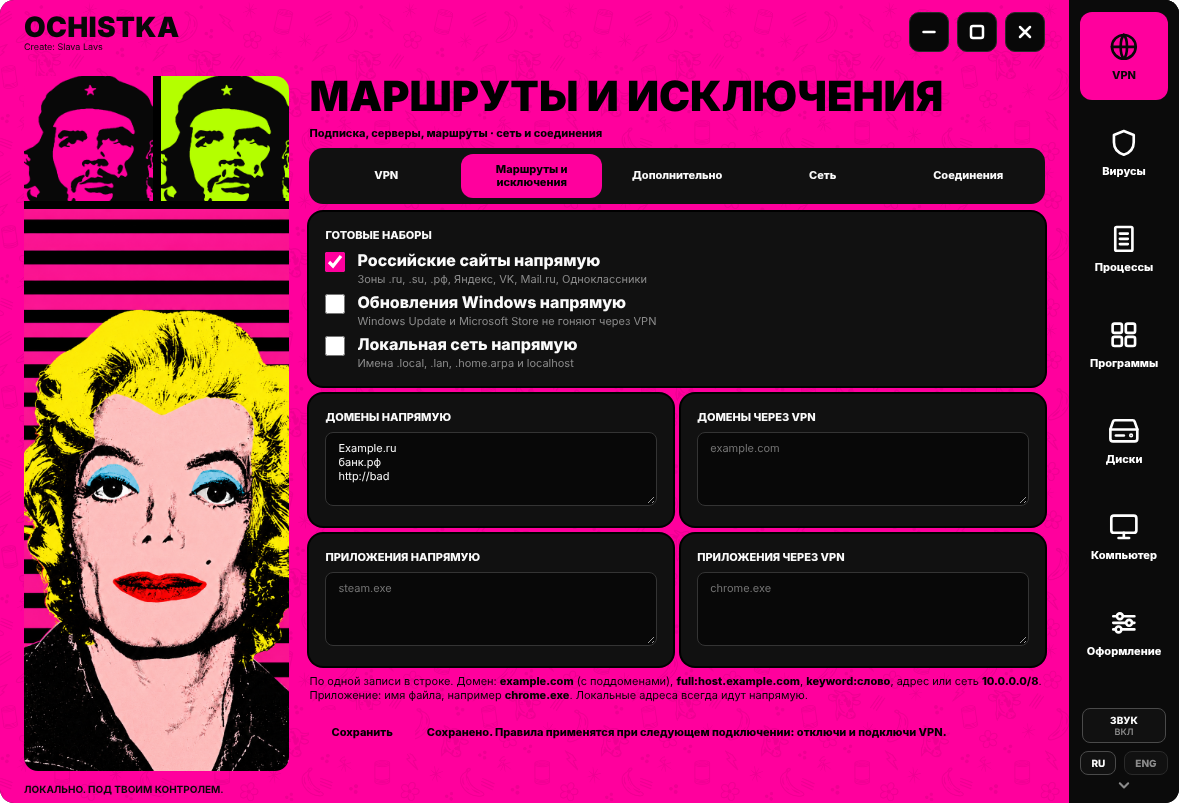 OCHISTKA
Create: Slava Lavs
МАРШРУТЫ И ИСКЛЮЧЕНИЯ
Подписка, серверы, маршруты · сеть и соединения
VPN
Маршруты и
исключения
Дополнительно
Сеть
Соединения
ГОТОВЫЕ НАБОРЫ
Российские сайты напрямую
Зоны .ru, .su, .рф, Яндекс, VK, Mail.ru, Одноклассники
Обновления Windows напрямую
Windows Update и Microsoft Store не гоняют через VPN
Локальная сеть напрямую
Имена .local, .lan, .home.arpa и localhost
ДОМЕНЫ НАПРЯМУЮ
Example.ru
банк.рф
http://bad
ДОМЕНЫ ЧЕРЕЗ VPN
example.com
ПРИЛОЖЕНИЯ НАПРЯМУЮ
steam.exe
ПРИЛОЖЕНИЯ ЧЕРЕЗ VPN
chrome.exe
По одной записи в строке. Домен: example.com (с поддоменами), full:host.example.com, keyword:слово, адрес или сеть 10.0.0.0/8.
Приложение: имя файла, например chrome.exe. Локальные адреса всегда идут напрямую.
Сохранить
Сохранено. Правила применятся при следующем подключении: отключи и подключи VPN.
ЛОКАЛЬНО. ПОД ТВОИМ КОНТРОЛЕМ.
VPN
Вирусы
Процессы
Программы
Диски
Компьютер
Оформление
ЗВУК
ВКЛ
RU
ENG